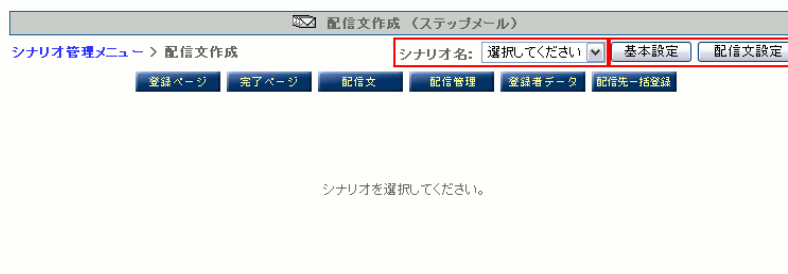 配信文作成 (ステップメール)
シナリオ管理メニュー > 配信文作成 シナリオ名: 選択してください 基本設定 配信文設定
登録ページ 完了ページ 配信文 配信管理 登録者データ 配信先一括登録
シナリオを選択してください。